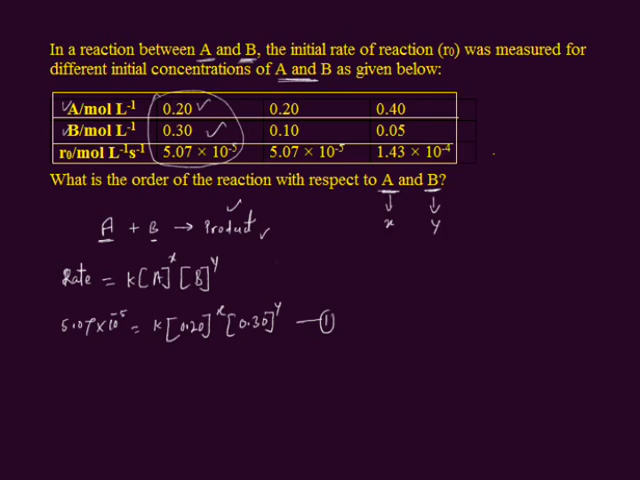 In a reaction between A and B, the initial rate of reaction (r₀) was measured for
different initial concentrations of A and B as given below:
A/mol L⁻¹ 0.20 0.20 0.40
B/mol L⁻¹ 0.30 0.10 0.05
r₀/mol L⁻¹s⁻¹ 5.07 × 10⁻⁵ 5.07 × 10⁻⁵ 1.43 × 10⁻⁴
What is the order of the reaction with respect to A and B?
x y
A + B → Product
Rate = K[A]ˣ [B]ʸ
5.07×10⁻⁵ = K[0.20]ˣ [0.30]ʸ —①